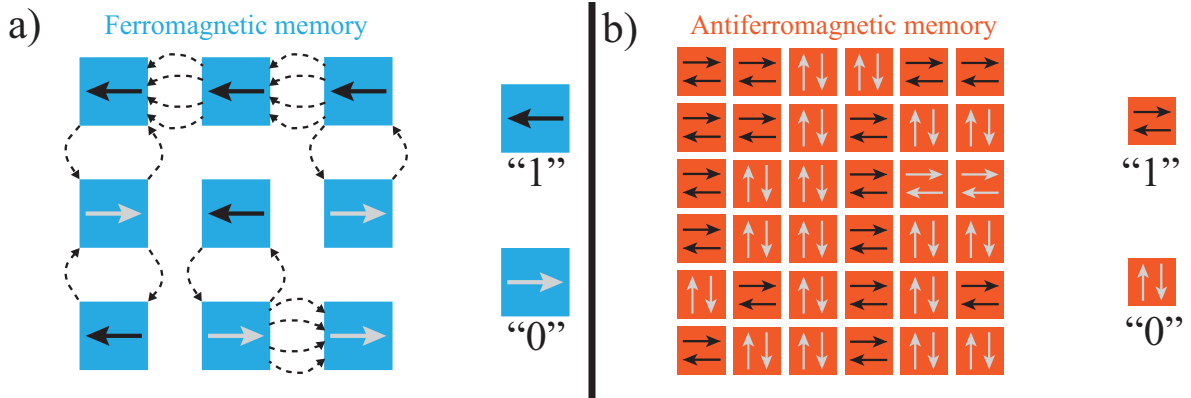 a)
Ferromagnetic memory
“1”
“0”
b)
Antiferromagnetic memory
“1”
“0”